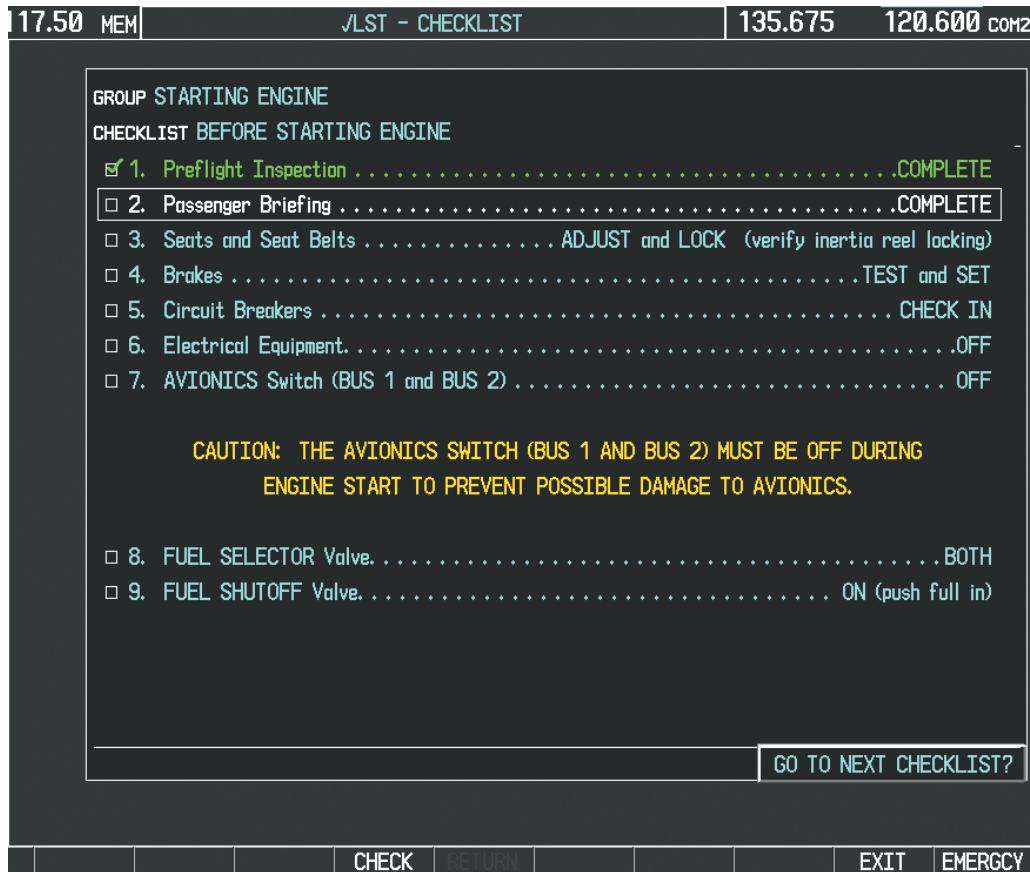 117.50 MEM √LST - CHECKLIST 135.675 120.600 COM2
GROUP STARTING ENGINE
CHECKLIST BEFORE STARTING ENGINE
1. Preflight Inspection . . . . . . . . . . . . . . . . . . . . . . . . . . . . . . . . . . . . . . . . .COMPLETE
2. Passenger Briefing . . . . . . . . . . . . . . . . . . . . . . . . . . . . . . . . . . . . . . . . . .COMPLETE
3. Seats and Seat Belts . . . . . . . . . . . . . . . ADJUST and LOCK (verify inertia reel locking)
4. Brakes . . . . . . . . . . . . . . . . . . . . . . . . . . . . . . . . . . . . . . . . . . . . . . . .TEST and SET
5. Circuit Breakers . . . . . . . . . . . . . . . . . . . . . . . . . . . . . . . . . . . . . . . . . . . CHECK IN
6. Electrical Equipment. . . . . . . . . . . . . . . . . . . . . . . . . . . . . . . . . . . . . . . . . . . . . .OFF
7. AVIONICS Switch (BUS 1 and BUS 2) . . . . . . . . . . . . . . . . . . . . . . . . . . . . . . . . OFF
CAUTION: THE AVIONICS SWITCH (BUS 1 AND BUS 2) MUST BE OFF DURING
ENGINE START TO PREVENT POSSIBLE DAMAGE TO AVIONICS.
8. FUEL SELECTOR Valve. . . . . . . . . . . . . . . . . . . . . . . . . . . . . . . . . . . . . . . . . . .BOTH
9. FUEL SHUTOFF Valve. . . . . . . . . . . . . . . . . . . . . . . . . . . . . . . . . . . ON (push full in)
GO TO NEXT CHECKLIST?
CHECK RETURN EXIT EMERGCY